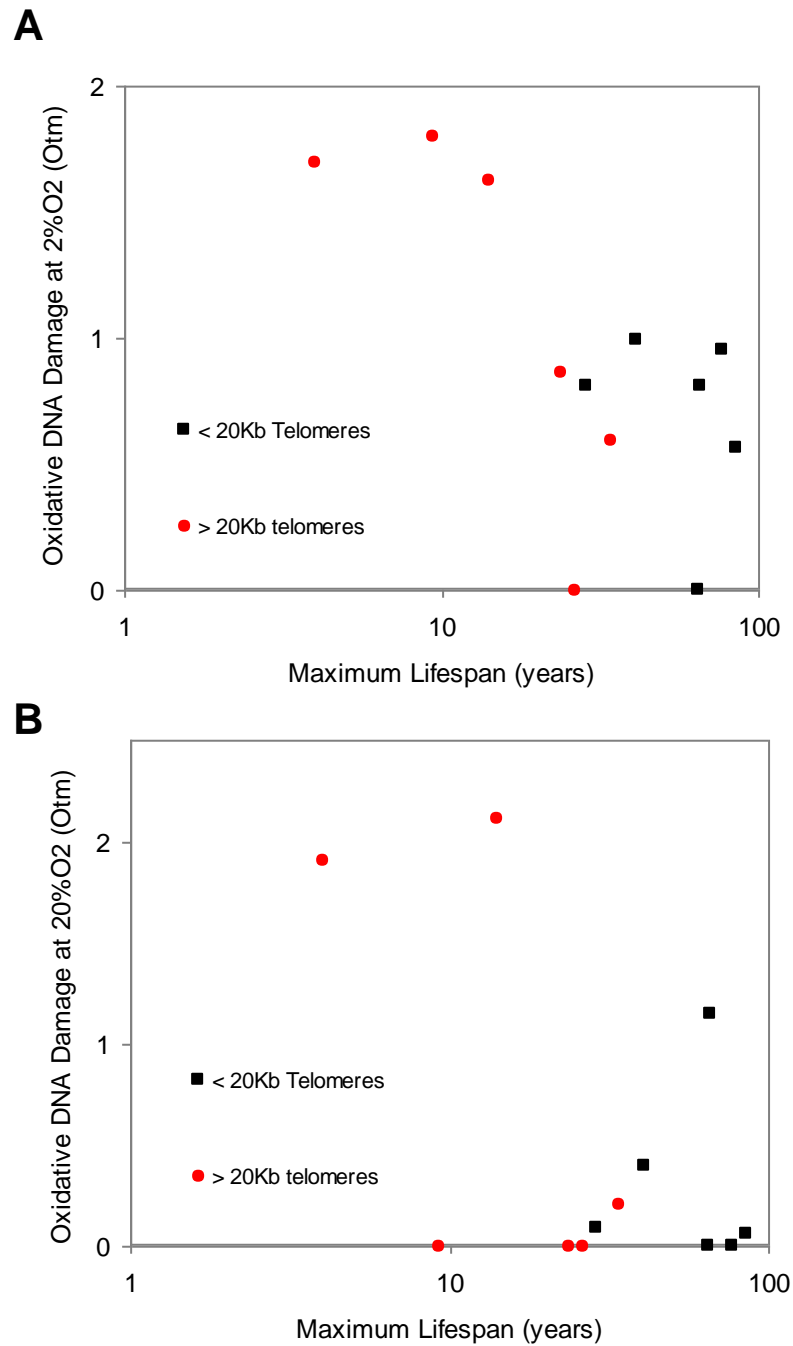 A
Oxidative DNA Damage at 2%O2 (Otm)
2
1
0
< 20Kb Telomeres
> 20Kb telomeres
1 10 100
Maximum Lifespan (years)
B
Oxidative DNA Damage at 20%O2 (Otm)
2
1
0
< 20Kb Telomeres
> 20Kb telomeres
1 10 100
Maximum Lifespan (years)